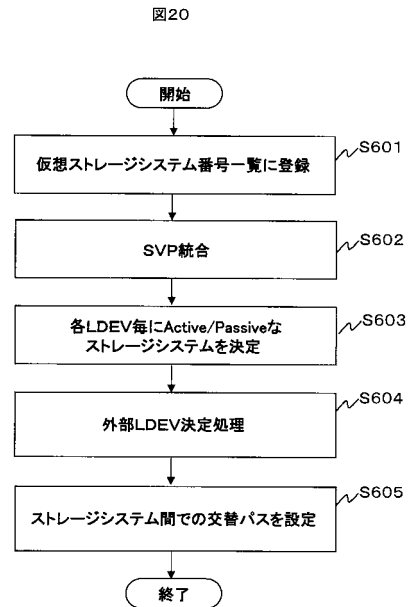 図20
開始
仮想ストレージシステム番号一覧に登録
S601
SVP統合
S602
各LDEV毎にActive/Passiveな
ストレージシステムを決定
S603
外部LDEV決定処理
S604
ストレージシステム間での交替パスを設定
S605
終了